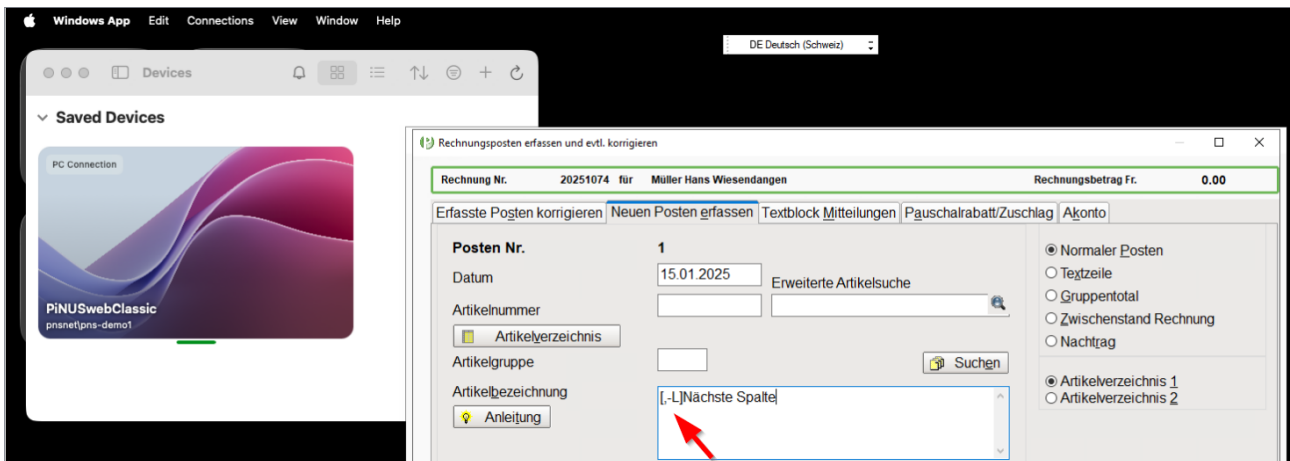 Windows App Edit Connections View Window Help
DE Deutsch (Schweiz)
Devices
Saved Devices
PC Connection
PiNUSwebClassic
pnsnet\pns-demo1
Rechnungsposten erfassen und evtl. korrigieren
Rechnung Nr. 20251074 für Müller Hans Wiesendangen Rechnungsbetrag Fr. 0.00
Erfasste Posten korrigieren Neuen Posten erfassen Textblock Mitteilungen Pauschalrabatt/Zuschlag Akonto
Posten Nr. 1
Datum 15.01.2025 Erweiterte Artikelsuche
Artikelnummer
Artikelverzeichnis
Artikelgruppe
Suchen
Artikelbezeichnung [,-L]Nächste Spalte
Anleitung
Normaler Posten
Textzeile
Gruppentotal
Zwischenstand Rechnung
Nachtrag
Artikelverzeichnis 1
Artikelverzeichnis 2